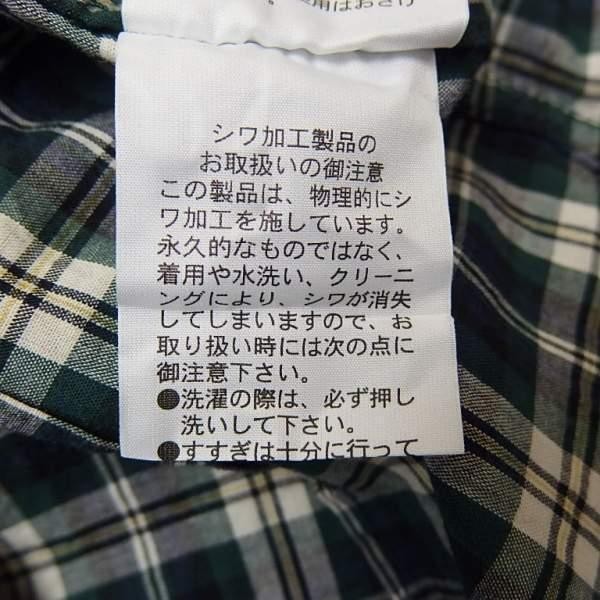 用はおさけ
シワ加工製品の
お取扱いの御注意
この製品は、物理的にシ
ワ加工を施しています。
永久的なものではなく、
着用や水洗い、クリーニ
ングにより、シワが消失
してしまいますので、お
取り扱い時には次の点に
御注意下さい。
●洗濯の際は、必ず押し
洗いして下さい。
●すすぎは十分に行って